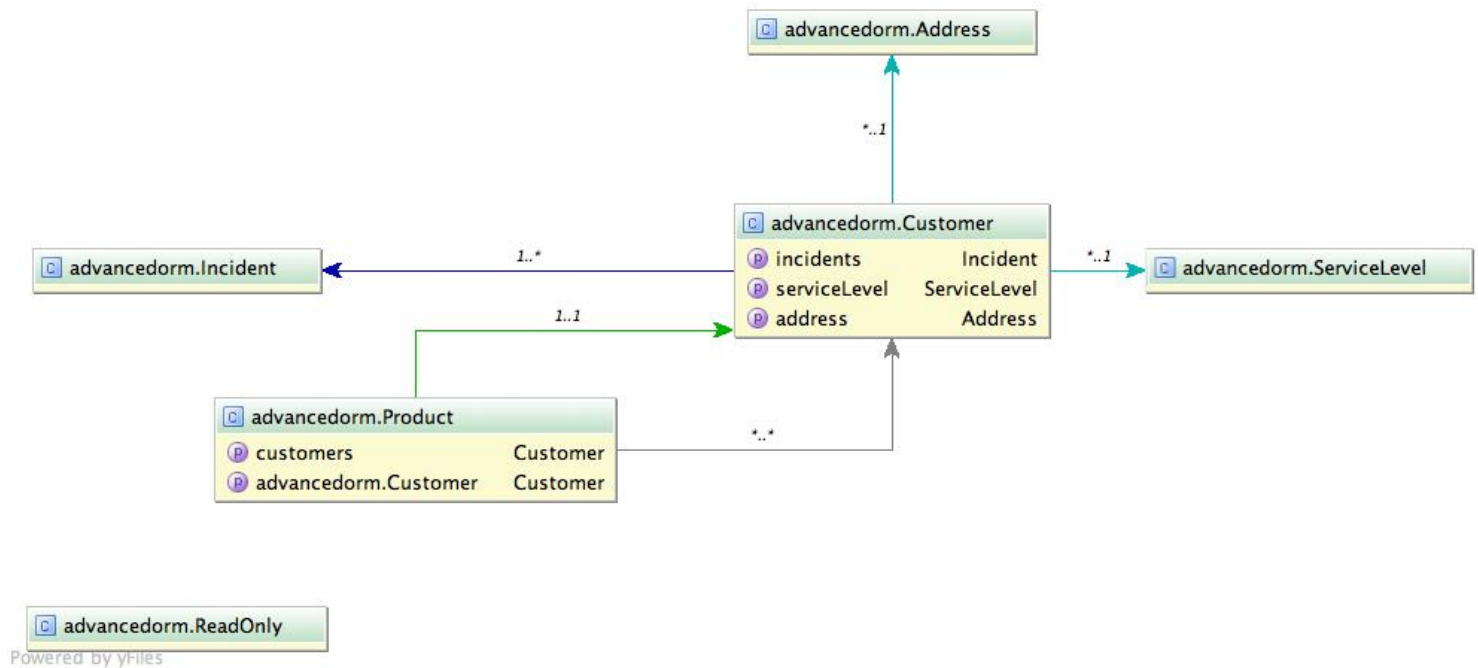 advancedorm.Address
*..1
advancedorm.Customer
incidents Incident
serviceLevel ServiceLevel
address Address
1..*
*..1
advancedorm.Incident
advancedorm.ServiceLevel
1..1
advancedorm.Product
customers Customer
advancedorm.Customer Customer
*..*
advancedorm.ReadOnly
Powered by yFiles